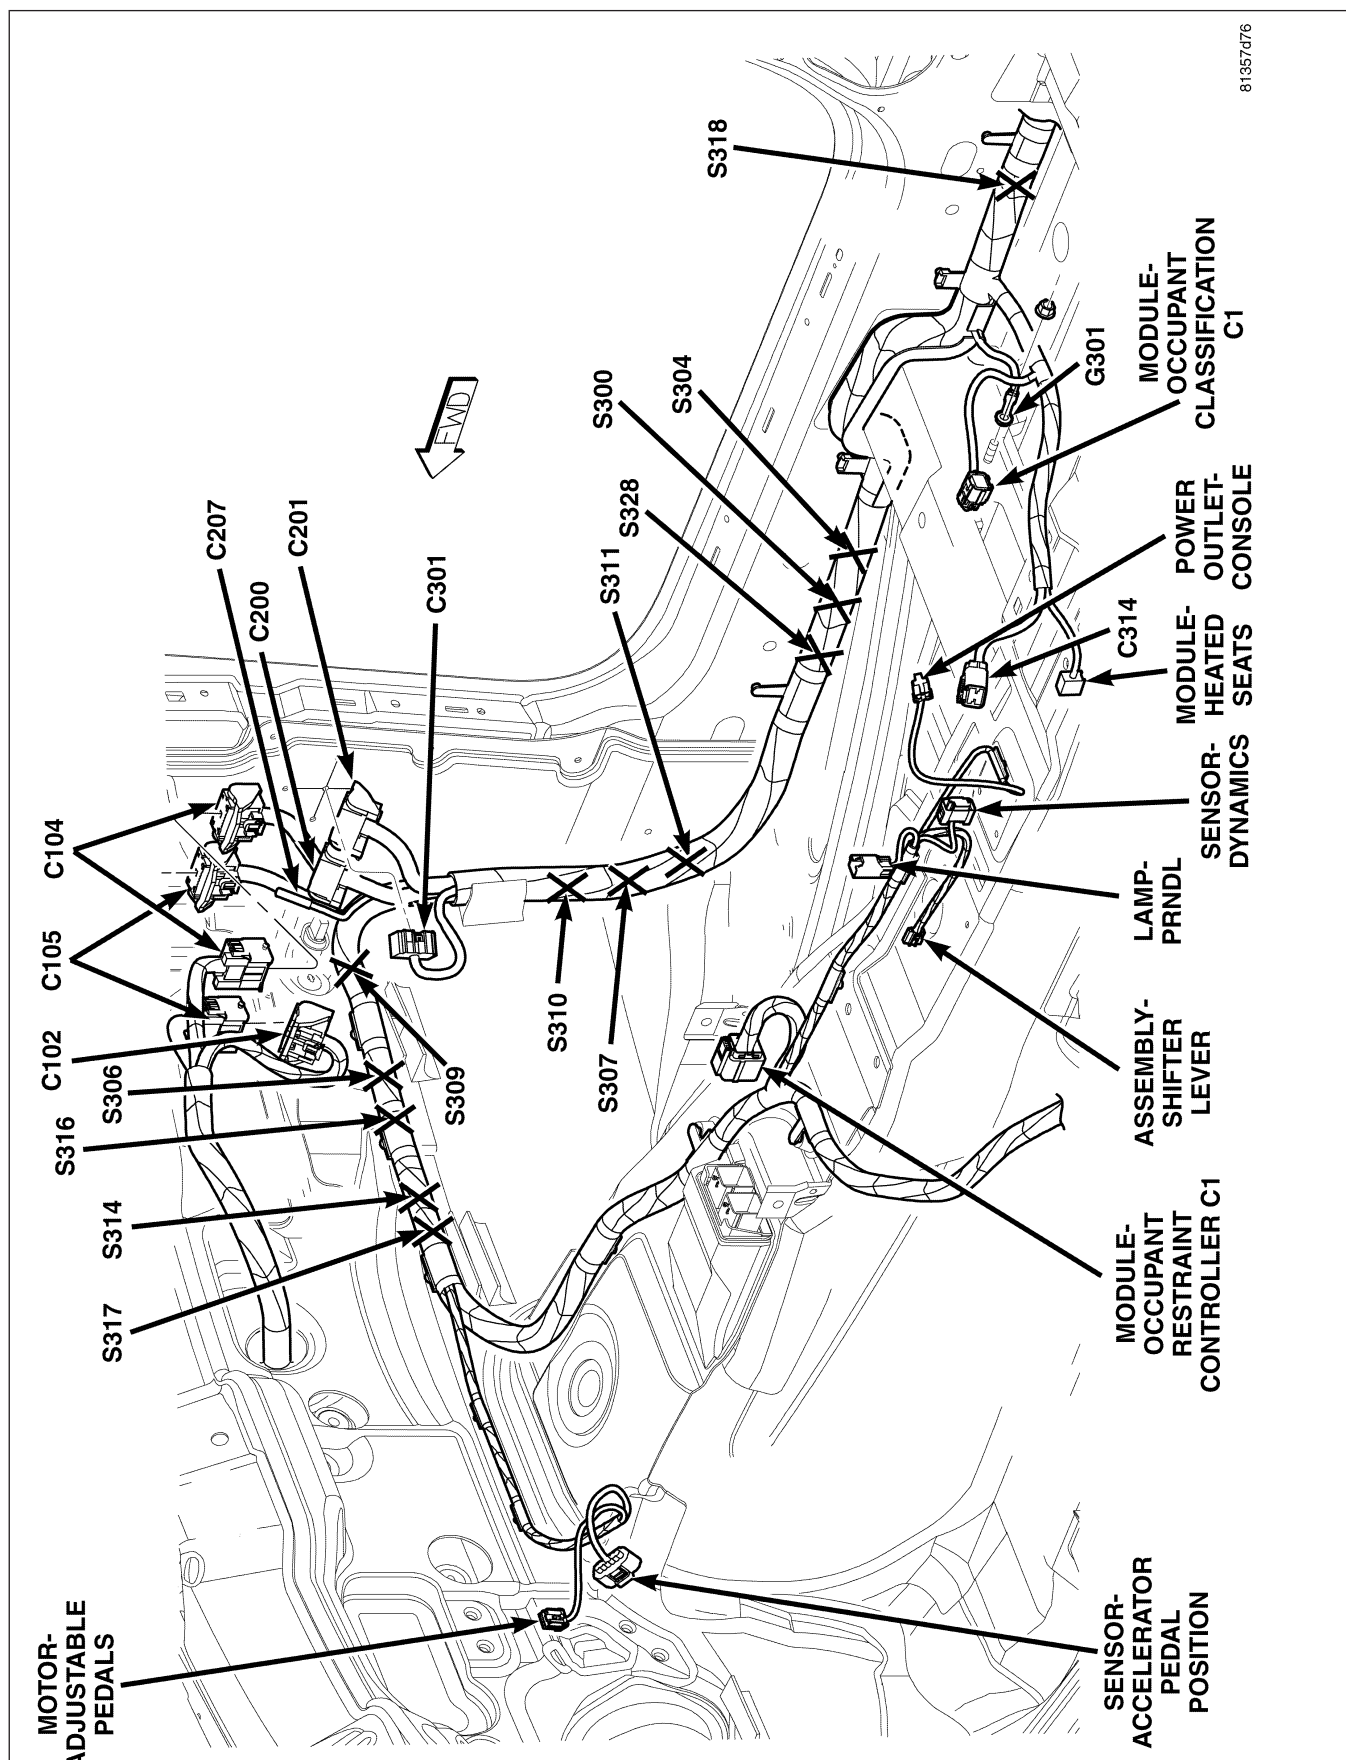 MOTOR-
ADJUSTABLE
PEDALS
S317
S314
S316
S306
C102
C105
C104
C200
C207
C201
C301
FWD
S311
S328
S300
S304
S318
81357d76
S309
S310
S307
SENSOR-
ACCELERATOR
PEDAL
POSITION
MODULE-
OCCUPANT
RESTRAINT
CONTROLLER C1
ASSEMBLY-
SHIFTER
LEVER
LAMP-
PRNDL
SENSOR-
DYNAMICS
MODULE-
HEATED
SEATS
C314
POWER
OUTLET-
CONSOLE
G301
MODULE-
OCCUPANT
CLASSIFICATION
C1